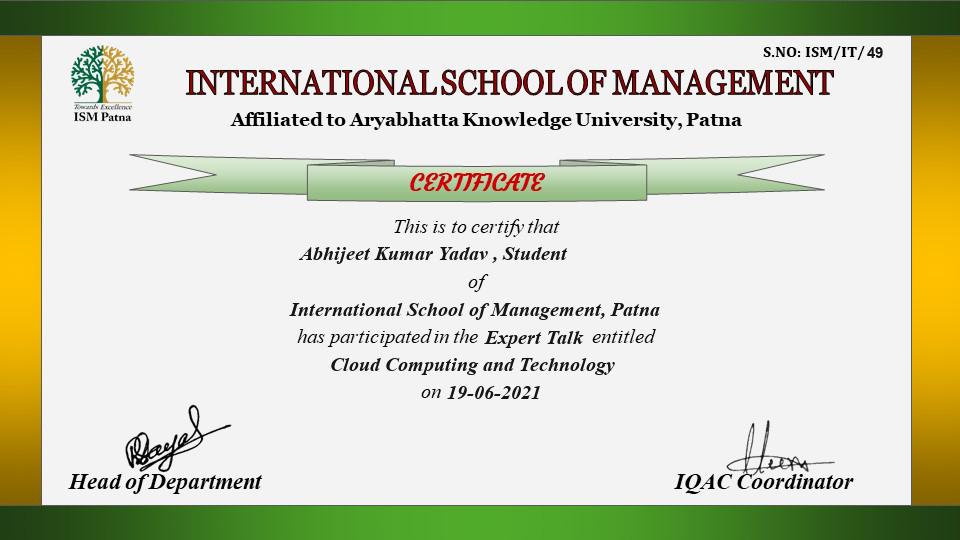 S.NO: ISM/IT/ 49
INTERNATIONAL SCHOOL OF MANAGEMENT
Towards Excellence
ISM Patna
Affiliated to Aryabhatta Knowledge University, Patna
CERTIFICATE
This is to certify that
Abhijeet Kumar Yadav , Student
of
International School of Management, Patna
has participated in the Expert Talk entitled
Cloud Computing and Technology
on 19-06-2021
Head of Department
IQAC Coordinator